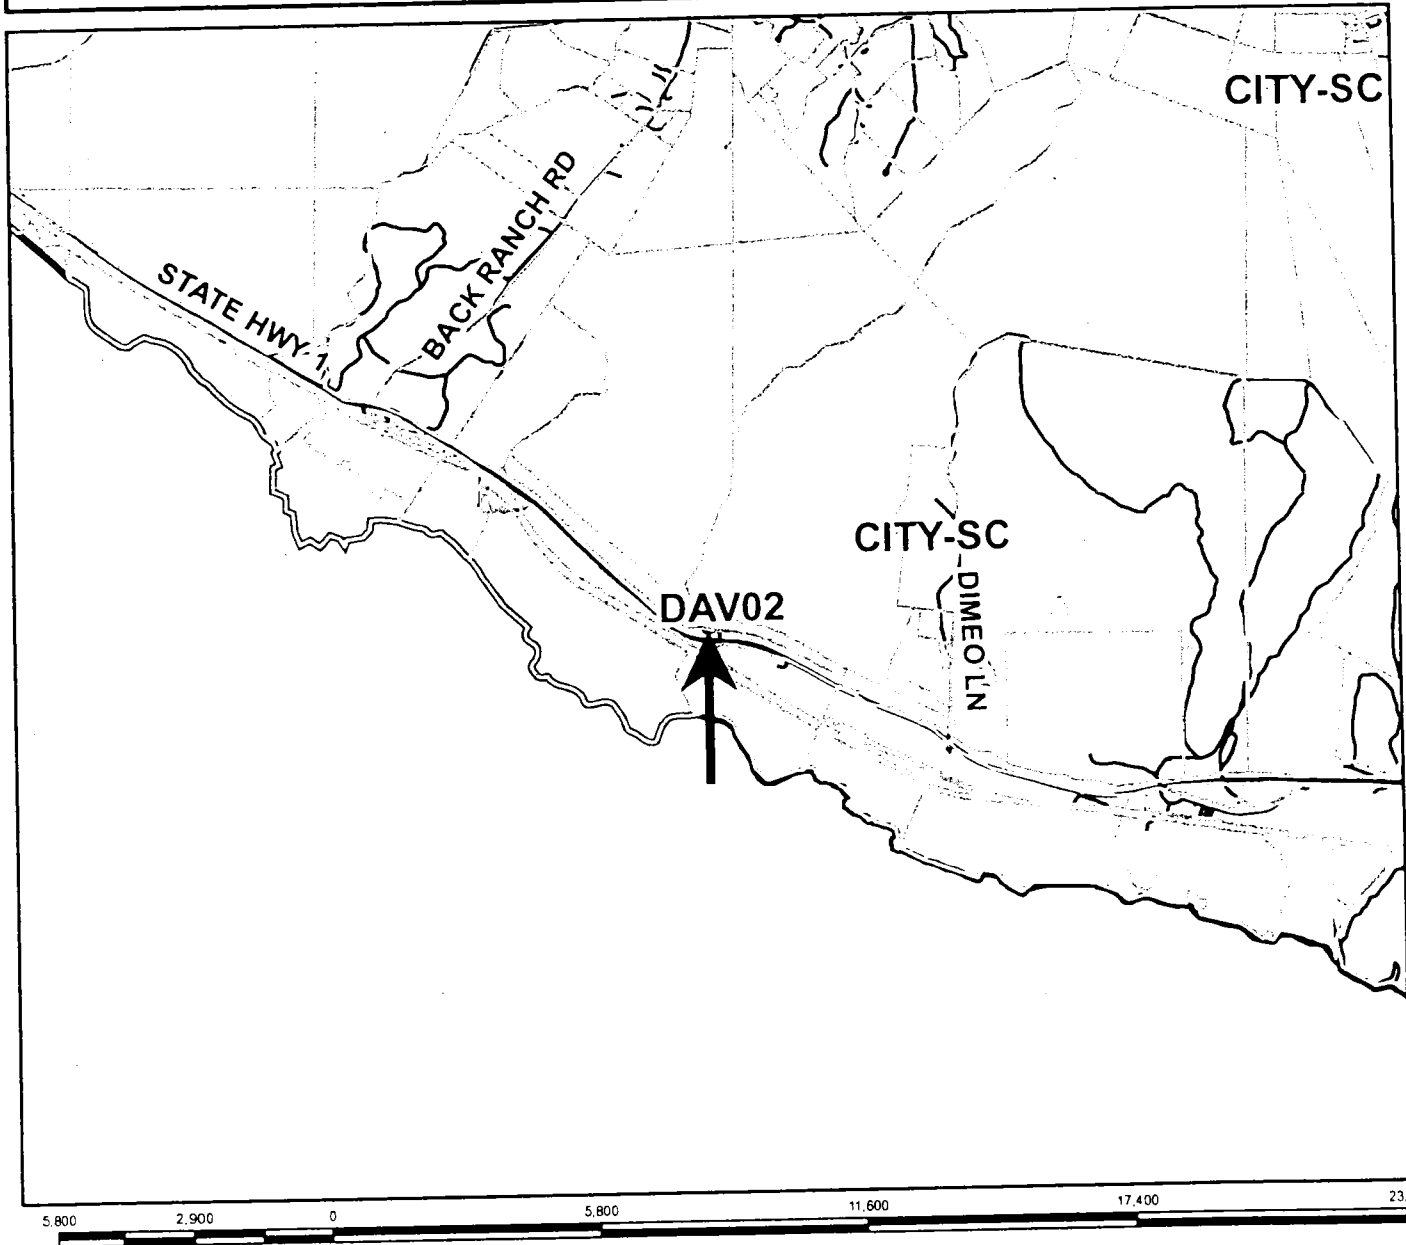 CITY-SC
BACK RANCH RD
STATE HWY 1
CITY-SC
DIMEO LN
DAV02
5,800 2,900 0 5,800 11,600 17,400